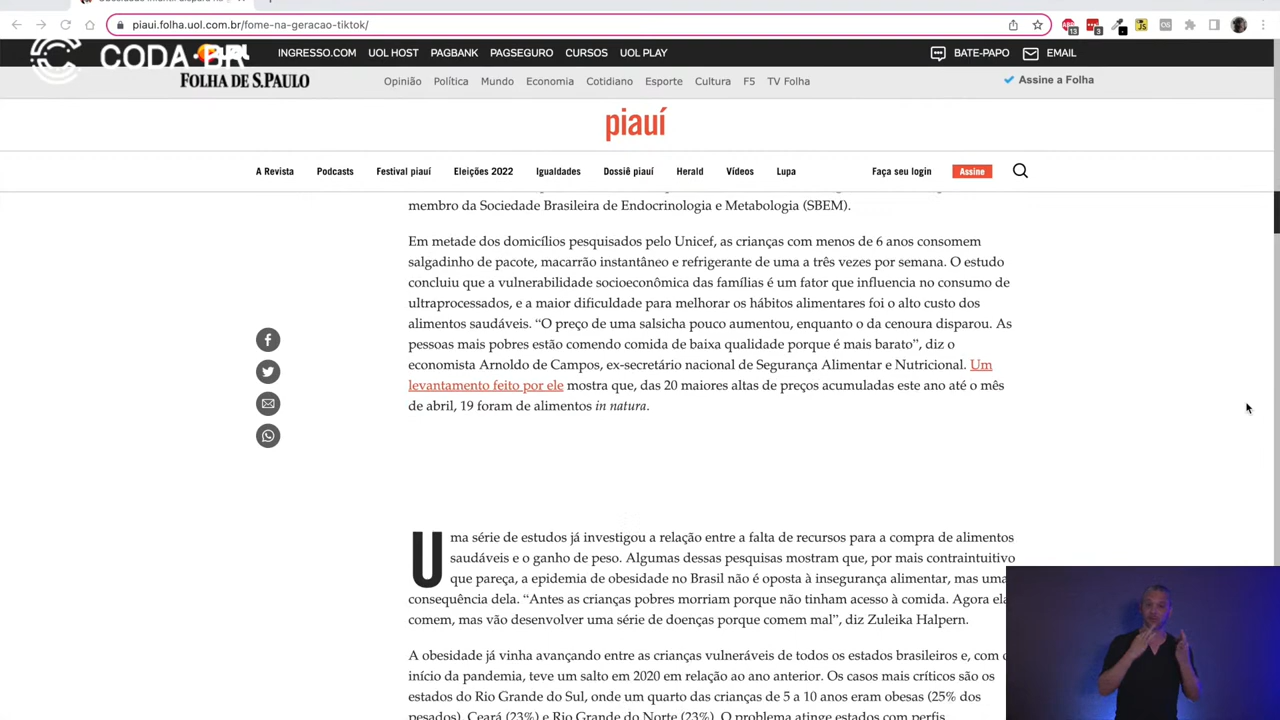 piaui.folha.uol.com.br/fome-na-geracao-tiktok/
CODA.BR
INGRESSO.COM UOL HOST PAGBANK PAGSEGURO CURSOS UOL PLAY BATE-PAPO EMAIL
FOLHA DE S.PAULO Opinião Política Mundo Economia Cotidiano Esporte Cultura F5 TV Folha Assine a Folha
piauí
A Revista Podcasts Festival piauí Eleições 2022 Igualdades Dossiê piauí Herald Vídeos Lupa Faça seu login Assine
membro da Sociedade Brasileira de Endocrinologia e Metabologia (SBEM).
Em metade dos domicílios pesquisados pelo Unicef, as crianças com menos de 6 anos consomem
salgadinho de pacote, macarrão instantâneo e refrigerante de uma a três vezes por semana. O estudo
concluiu que a vulnerabilidade socioeconômica das famílias é um fator que influencia no consumo de
ultraprocessados, e a maior dificuldade para melhorar os hábitos alimentares foi o alto custo dos
alimentos saudáveis. “O preço de uma salsicha pouco aumentou, enquanto o da cenoura disparou. As
pessoas mais pobres estão comendo comida de baixa qualidade porque é mais barato”, diz o
economista Arnoldo de Campos, ex-secretário nacional de Segurança Alimentar e Nutricional. Um
levantamento feito por ele mostra que, das 20 maiores altas de preços acumuladas este ano até o mês
de abril, 19 foram de alimentos in natura.
Uma série de estudos já investigou a relação entre a falta de recursos para a compra de alimentos
saudáveis e o ganho de peso. Algumas dessas pesquisas mostram que, por mais contraintuitivo
que pareça, a epidemia de obesidade no Brasil não é oposta à insegurança alimentar, mas uma
consequência dela. “Antes as crianças pobres morriam porque não tinham acesso à comida. Agora ela
comem, mas vão desenvolver uma série de doenças porque comem mal”, diz Zuleika Halpern.
A obesidade já vinha avançando entre as crianças vulneráveis de todos os estados brasileiros e, com o
início da pandemia, teve um salto em 2020 em relação ao ano anterior. Os casos mais críticos são os
estados do Rio Grande do Sul, onde um quarto das crianças de 5 a 10 anos eram obesas (25% dos
pesados), Ceará (23%) e Rio Grande do Norte (23%). O problema atinge estados com perfis